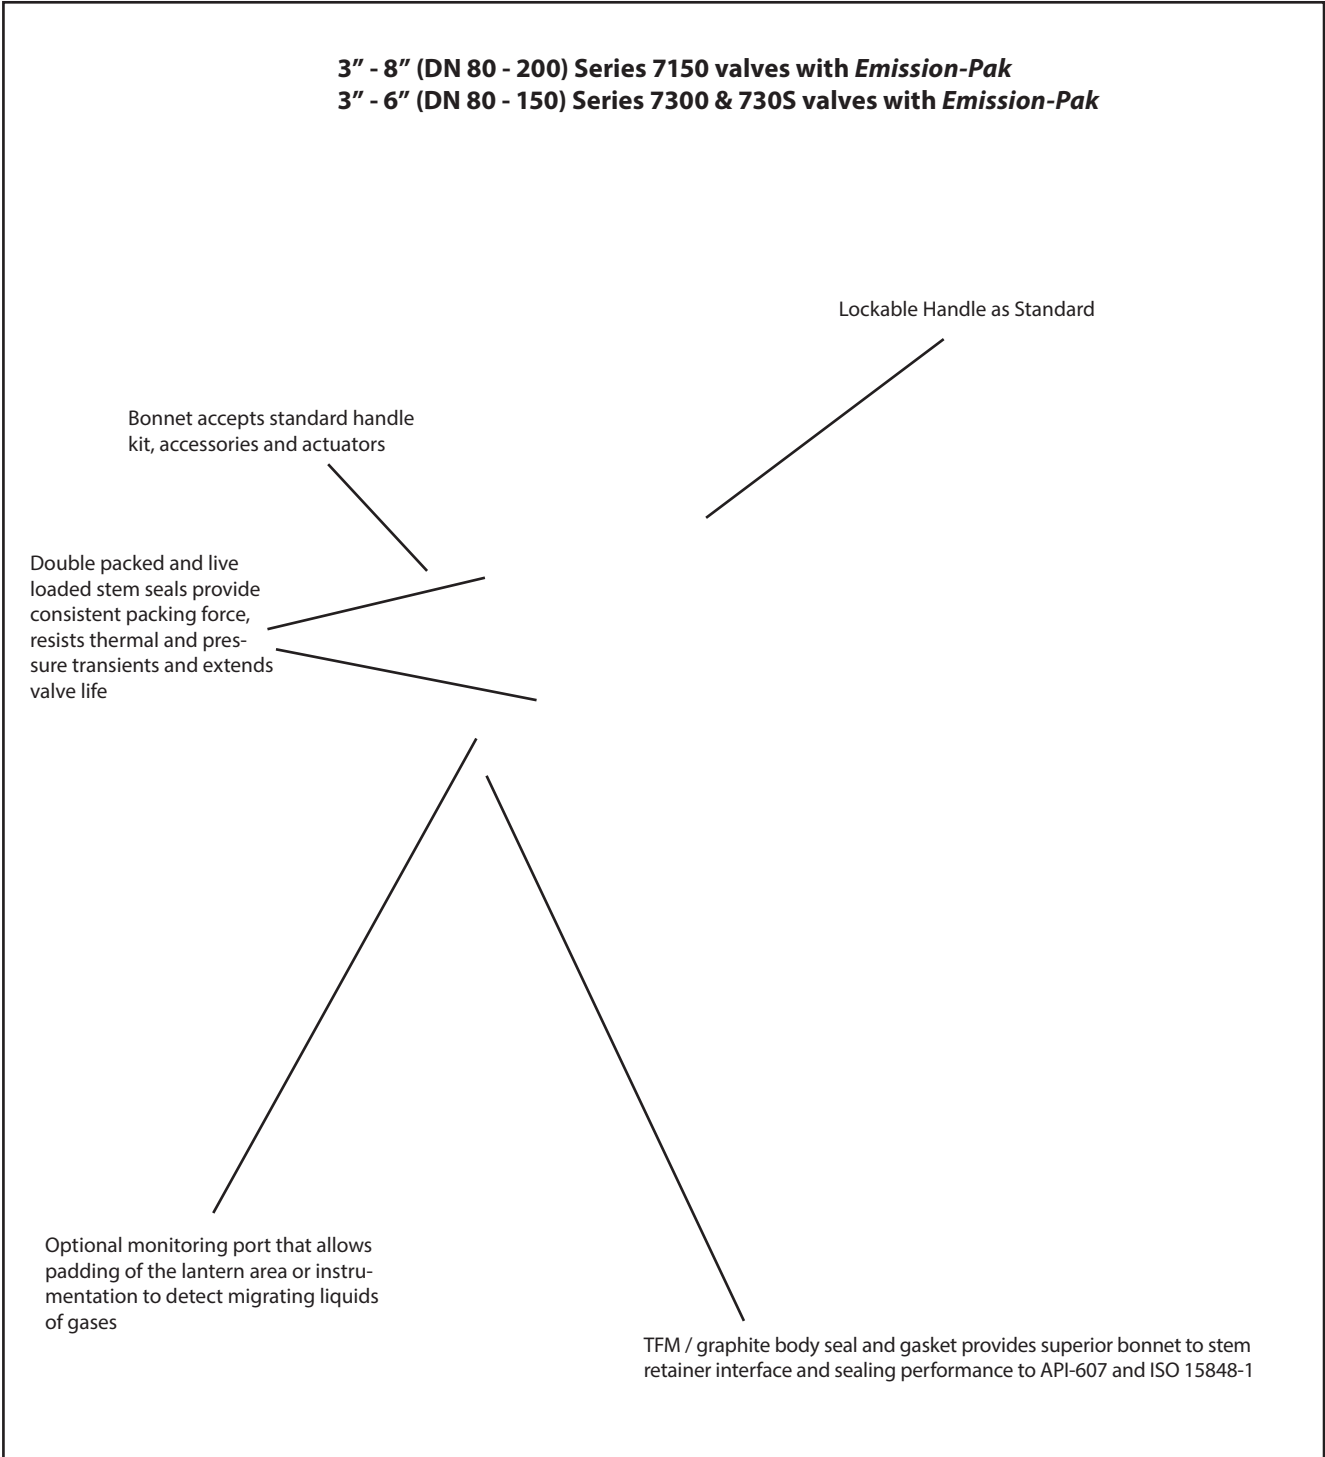 3” - 8” (DN 80 - 200) Series 7150 valves with Emission-Pak
3” - 6” (DN 80 - 150) Series 7300 & 730S valves with Emission-Pak
Lockable Handle as Standard
Bonnet accepts standard handle
kit, accessories and actuators
Double packed and live
loaded stem seals provide
consistent packing force,
resists thermal and pres-
sure transients and extends
valve life
Optional monitoring port that allows
padding of the lantern area or instru-
mentation to detect migrating liquids
of gases
TFM / graphite body seal and gasket provides superior bonnet to stem
retainer interface and sealing performance to API-607 and ISO 15848-1